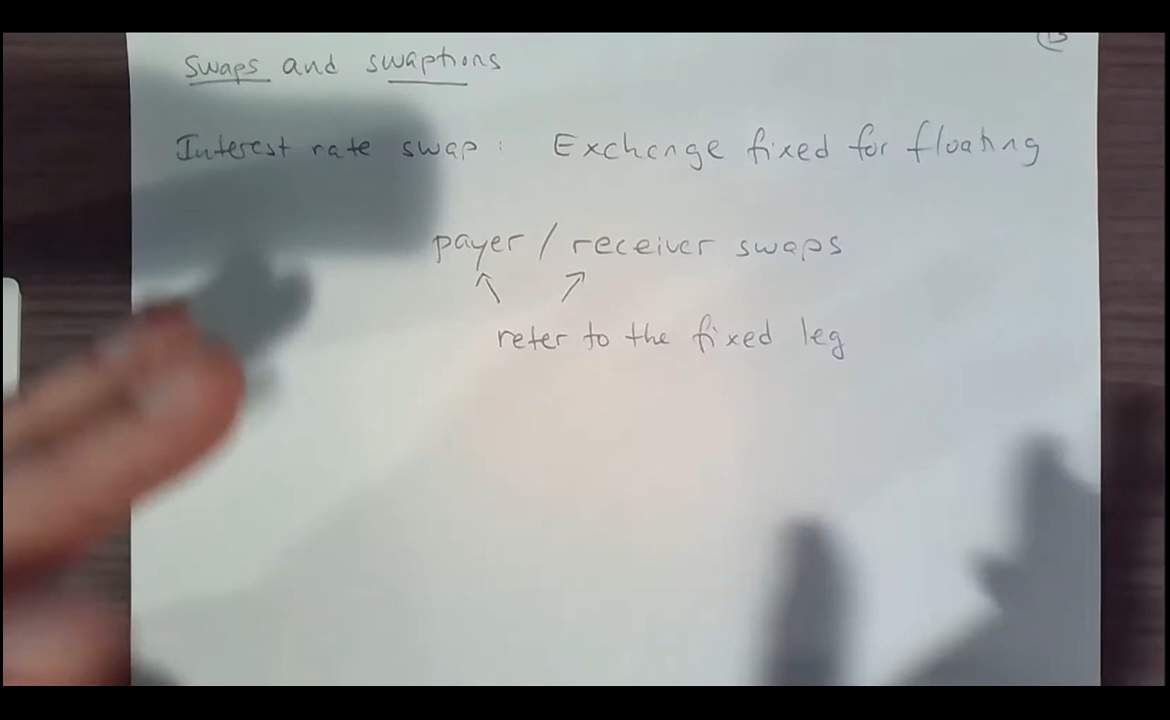 Swaps and swaptions
Interest rate swap : Exchange fixed for floating
payer / receiver swaps
refer to the fixed leg